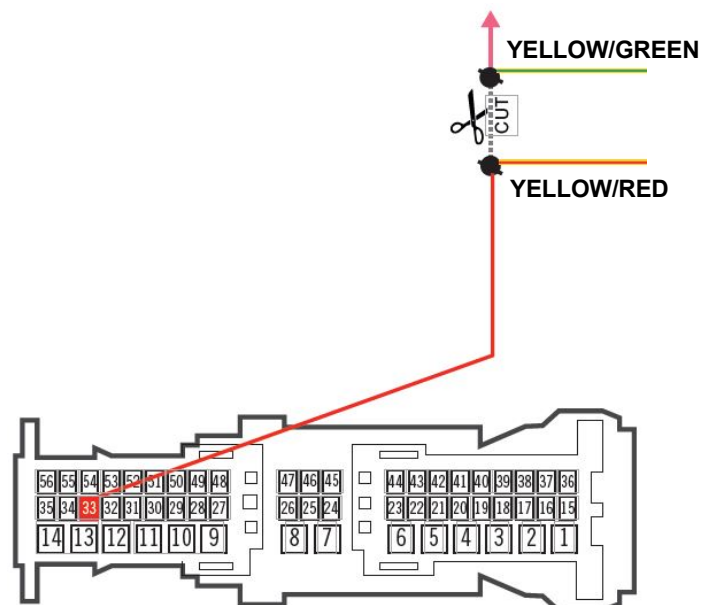 YELLOW/GREEN
CUT
YELLOW/RED
56 55 54 53 52 51 50 49 48 47 46 45 44 43 42 41 40 39 38 37 36
35 34 33 32 31 30 29 28 27 26 25 24 23 22 21 20 19 18 17 16 15
14 13 12 11 10 9 8 7 6 5 4 3 2 1